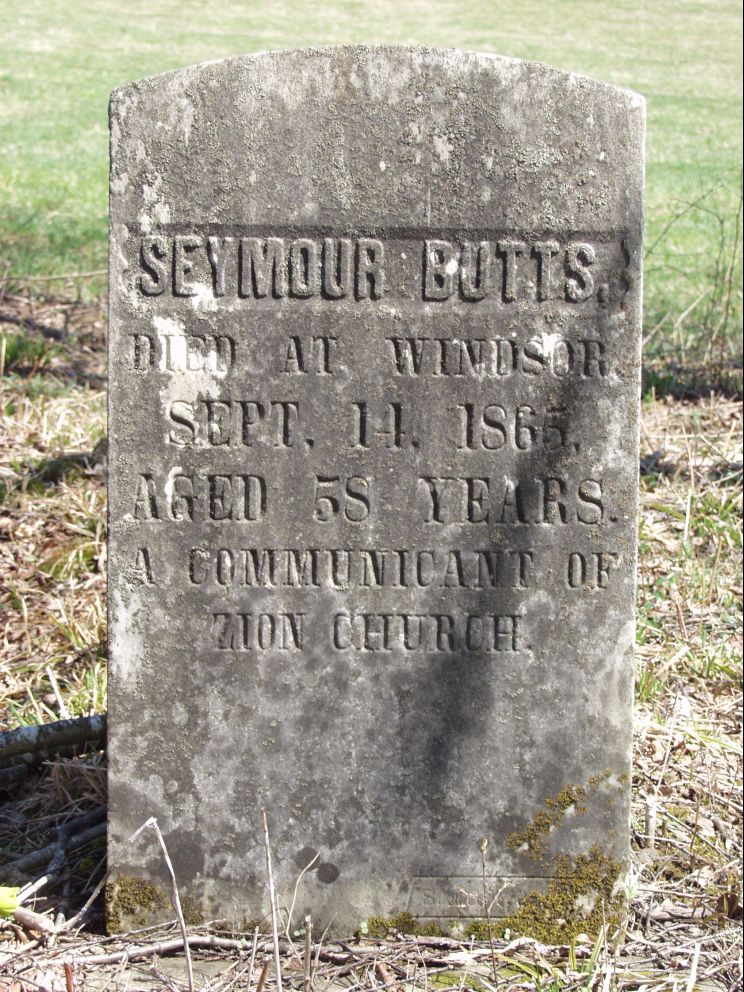 SEYMOUR BUTTS.
DIED AT WINDSOR.
SEPT. 14, 1865,
AGED 58 YEARS.
A COMMUNICANT OF
ZION CHURCH.